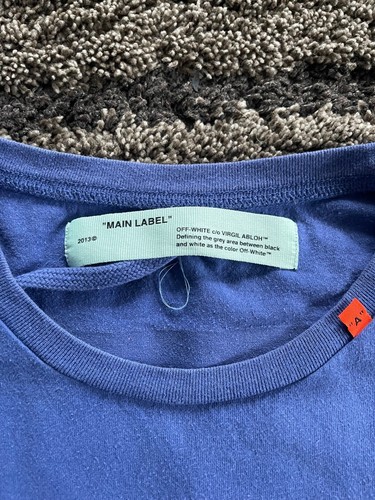 "MAIN LABEL"
2013©
OFF-WHITE c/o VIRGIL ABLOH™
Defining the grey area between black
and white as the color Off-White™
"A"